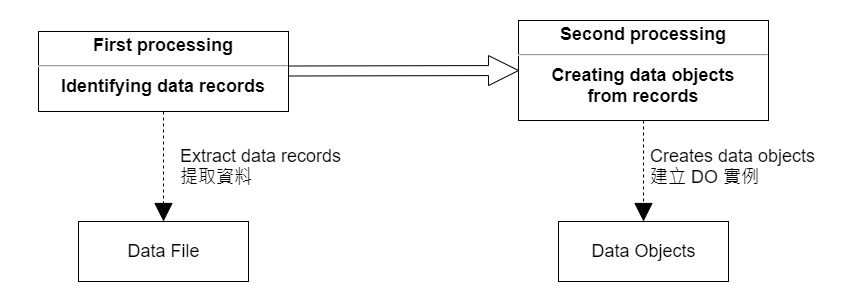 First processing
Identifying data records
Second processing
Creating data objects
from records
Extract data records
提取資料
Creates data objects
建立 DO 實例
Data File
Data Objects